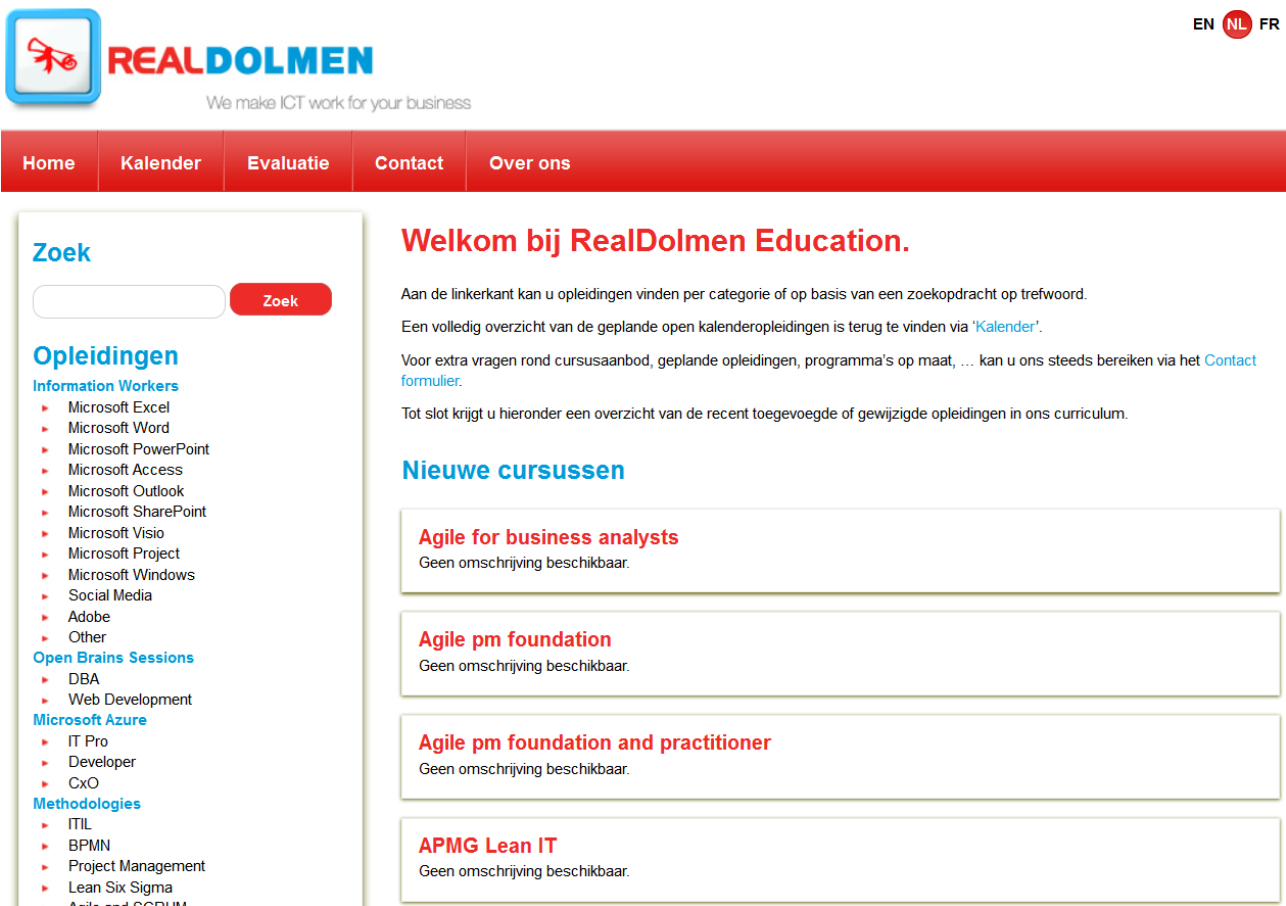 EN NL FR
REALDOLMEN
We make ICT work for your business
Home Kalender Evaluatie Contact Over ons
Zoek
Zoek
Opleidingen
Information Workers
Microsoft Excel
Microsoft Word
Microsoft PowerPoint
Microsoft Access
Microsoft Outlook
Microsoft SharePoint
Microsoft Visio
Microsoft Project
Microsoft Windows
Social Media
Adobe
Other
Open Brains Sessions
DBA
Web Development
Microsoft Azure
IT Pro
Developer
CxO
Methodologies
ITIL
BPMN
Project Management
Lean Six Sigma
Agile and SCRUM
Welkom bij RealDolmen Education.
Aan de linkerkant kan u opleidingen vinden per categorie of op basis van een zoekopdracht op trefwoord.
Een volledig overzicht van de geplande open kalenderopleidingen is terug te vinden via ‘Kalender’.
Voor extra vragen rond cursusaanbod, geplande opleidingen, programma’s op maat, … kan u ons steeds bereiken via het Contact
formulier.
Tot slot krijgt u hieronder een overzicht van de recent toegevoegde of gewijzigde opleidingen in ons curriculum.
Nieuwe cursussen
Agile for business analysts
Geen omschrijving beschikbaar.
Agile pm foundation
Geen omschrijving beschikbaar.
Agile pm foundation and practitioner
Geen omschrijving beschikbaar.
APMG Lean IT
Geen omschrijving beschikbaar.